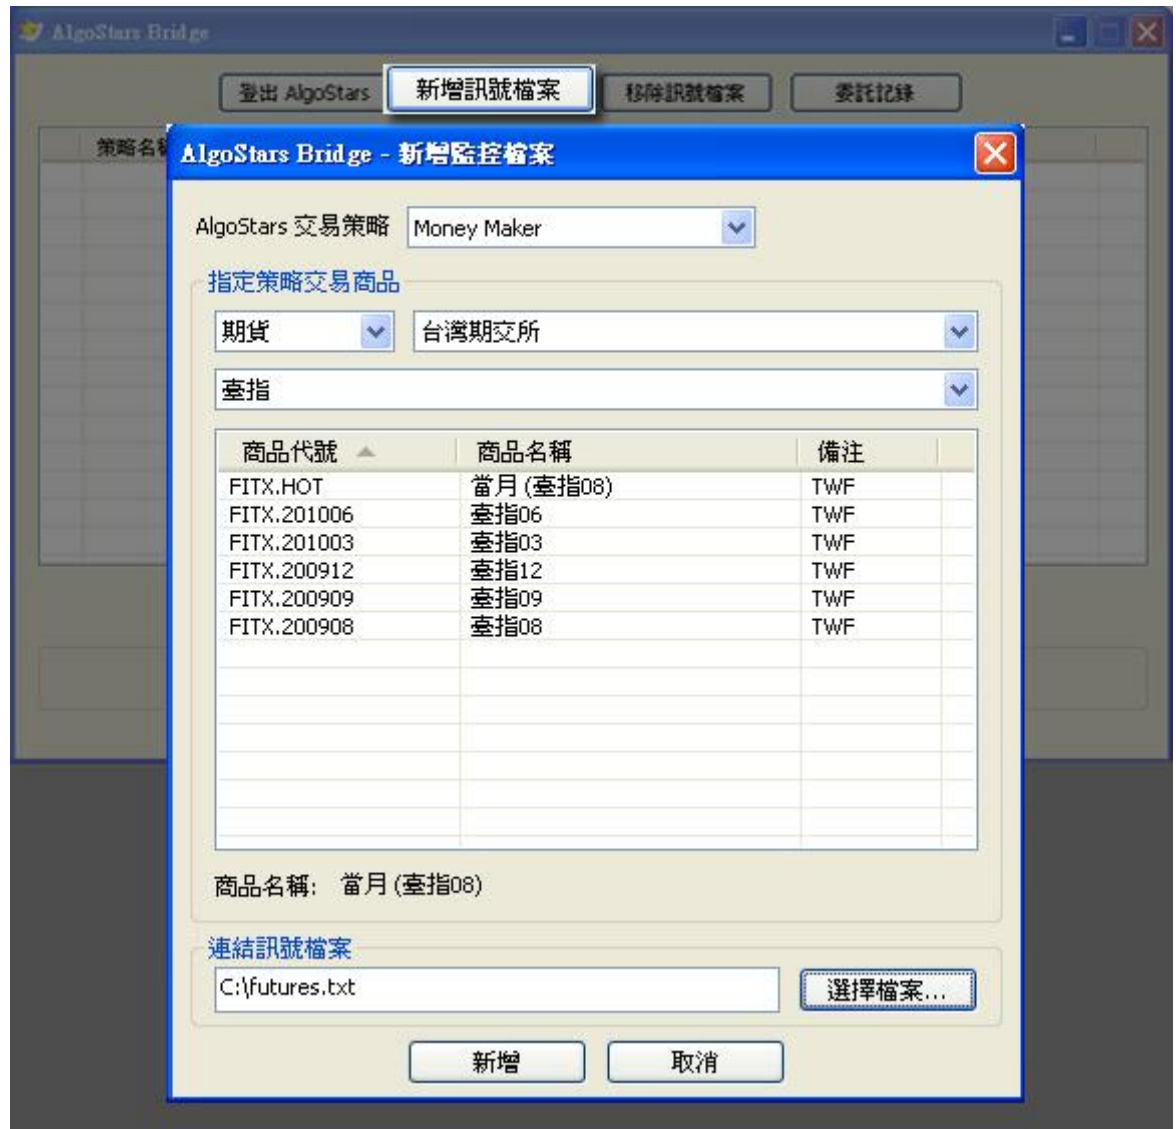 AlgoStars Bridge
登出 AlgoStars 新增訊號檔案 移除訊號檔案 委託記錄
策略名稱
AlgoStars Bridge - 新增監控檔案
AlgoStars 交易策略 Money Maker
指定策略交易商品
期貨 台灣期交所
臺指
商品代號 商品名稱 備注
FITX.HOT 當月 (臺指08) TWF
FITX.201006 臺指06 TWF
FITX.201003 臺指03 TWF
FITX.200912 臺指12 TWF
FITX.200909 臺指09 TWF
FITX.200908 臺指08 TWF
商品名稱: 當月 (臺指08)
連結訊號檔案
C:\futures.txt 選擇檔案...
新增 取消